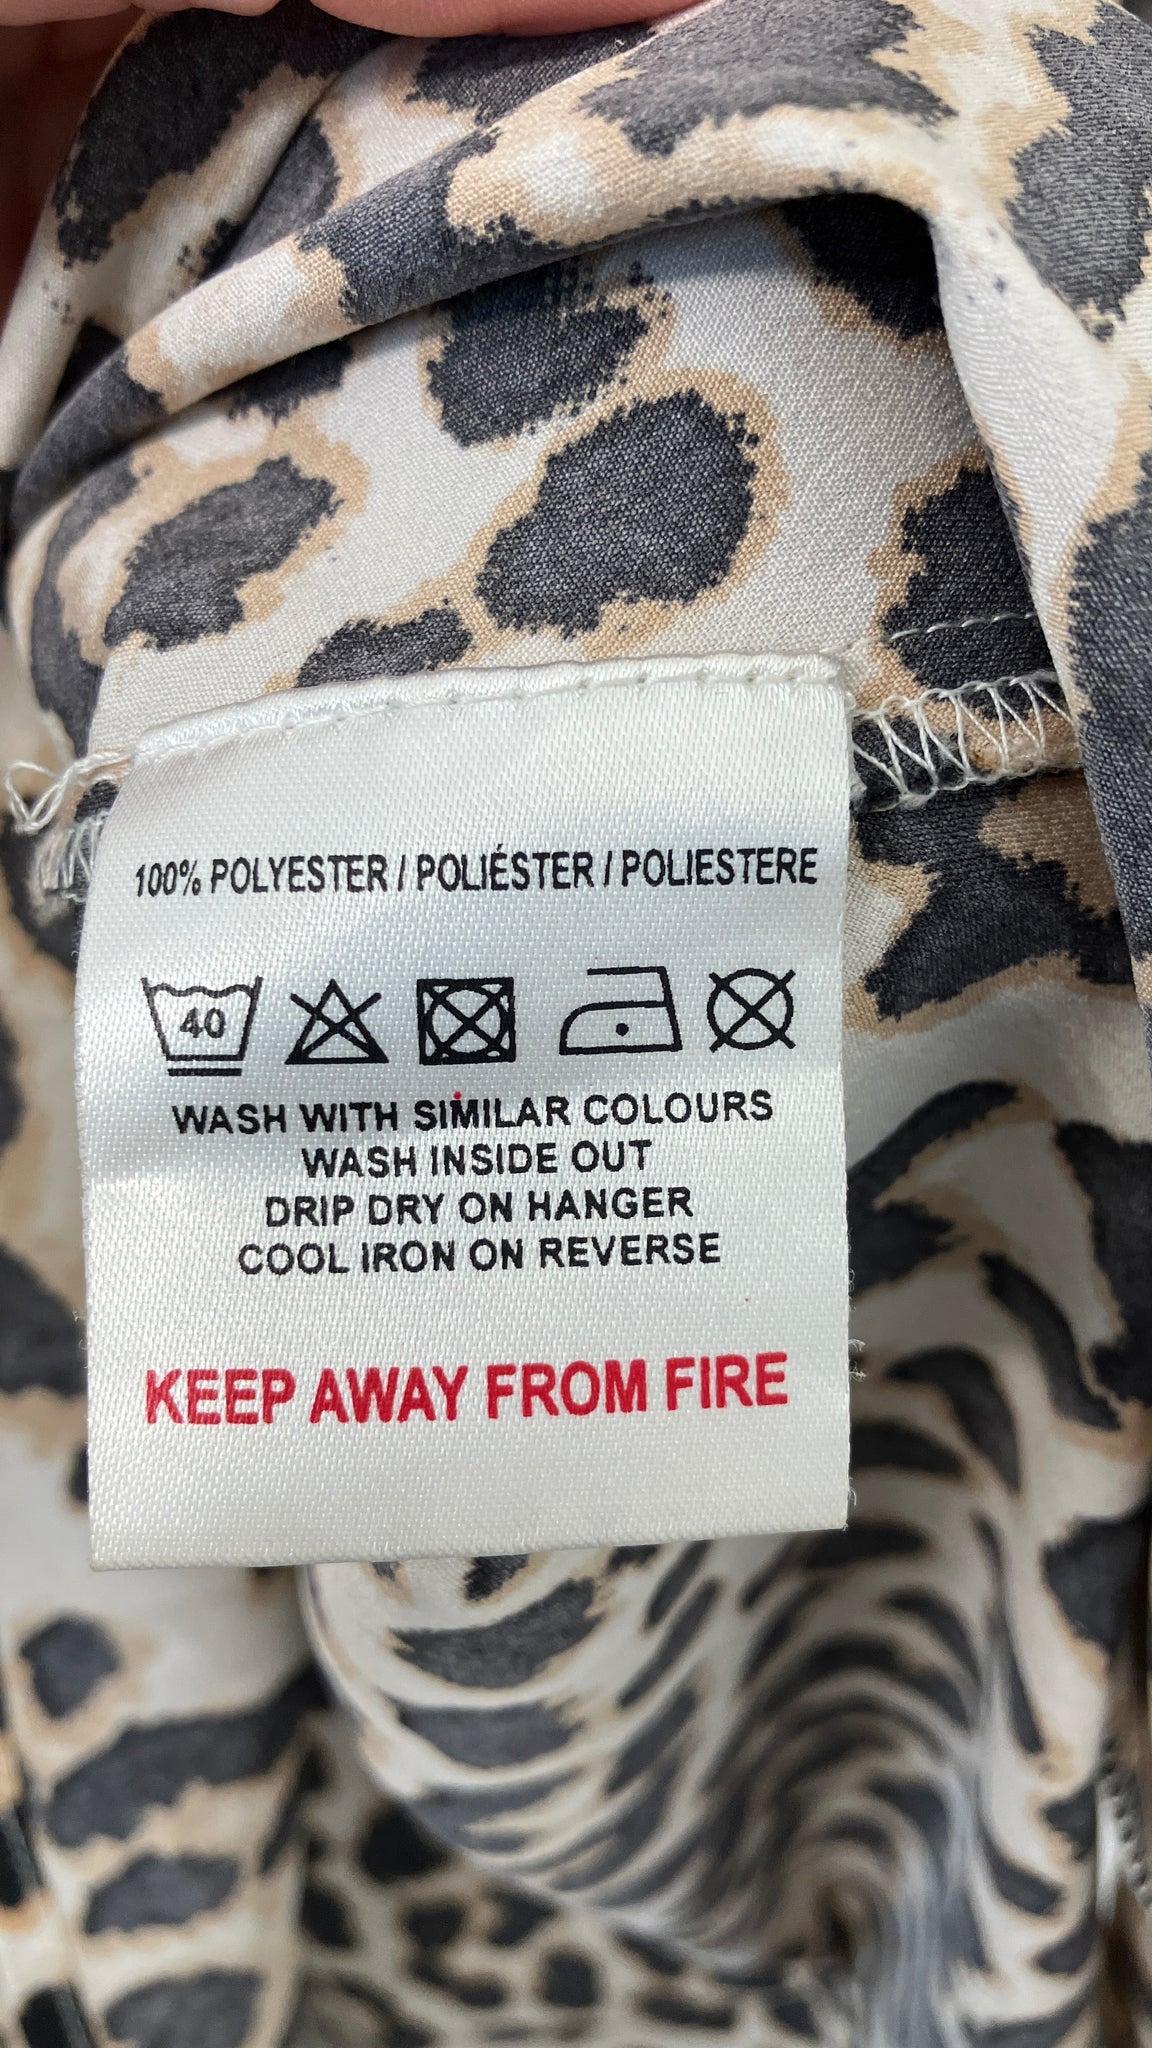 100% POLYESTER / POLIÉSTER / POLIESTERE
40
WASH WITH SIMILAR COLOURS
WASH INSIDE OUT
DRIP DRY ON HANGER
COOL IRON ON REVERSE
KEEP AWAY FROM FIRE